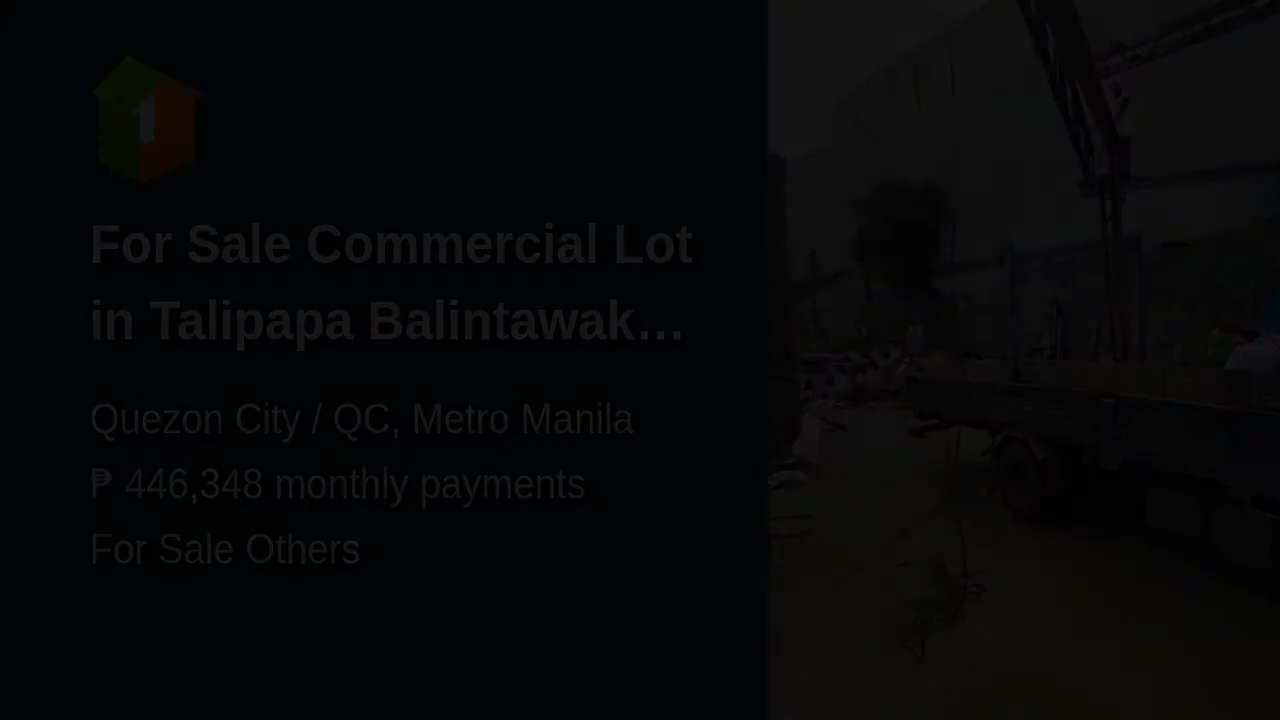 For Sale Commercial Lot
in Talipapa Balintawak...
Quezon City / QC, Metro Manila
₱ 446,348 monthly payments
For Sale Others